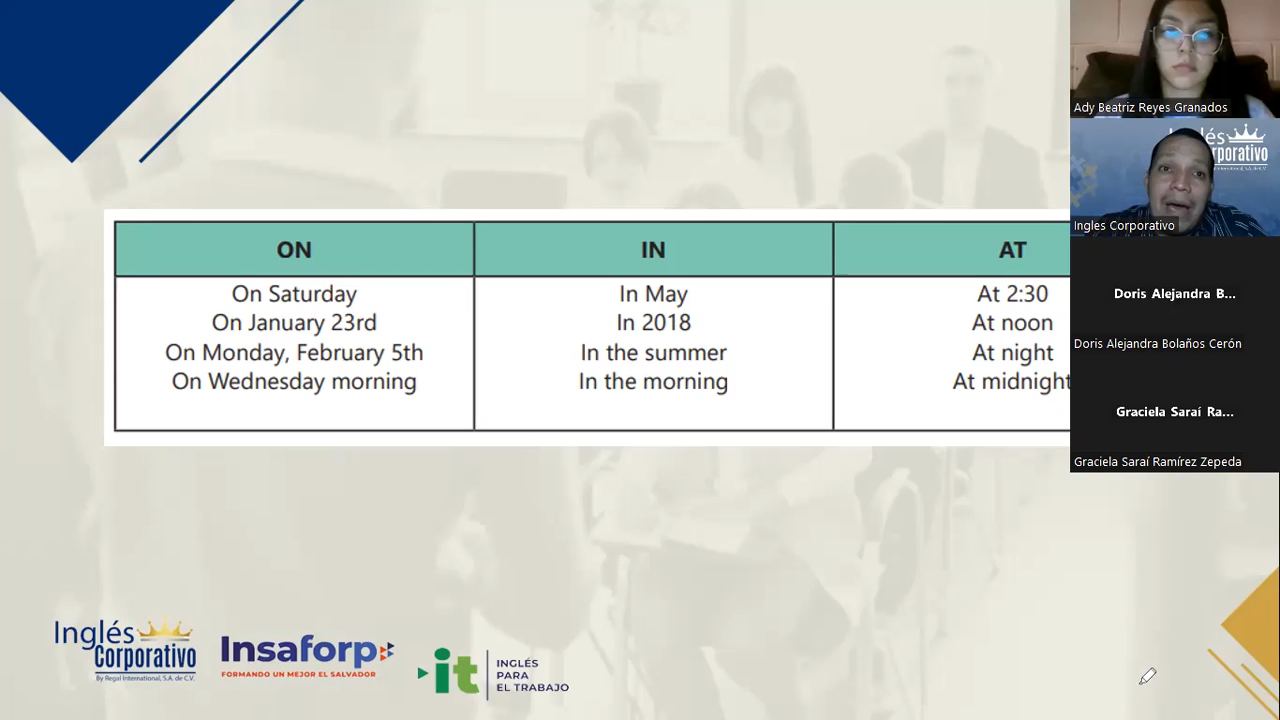 ON
IN
AT
On Saturday
On January 23rd
On Monday, February 5th
On Wednesday morning
In May
In 2018
In the summer
In the morning
At 2:30
At noon
At night
At midnight
Ady Beatriz Reyes Granados
Inglés
orporativo
Ingles Corporativo
Doris Alejandra B...
Doris Alejandra Bolaños Cerón
Graciela Saraí Ra...
Graciela Saraí Ramírez Zepeda
Inglés
Corporativo
By Regal International, S.A. de C.V.
Insaforp
FORMANDO UN MEJOR EL SALVADOR
it
INGLÉS
PARA
EL TRABAJO